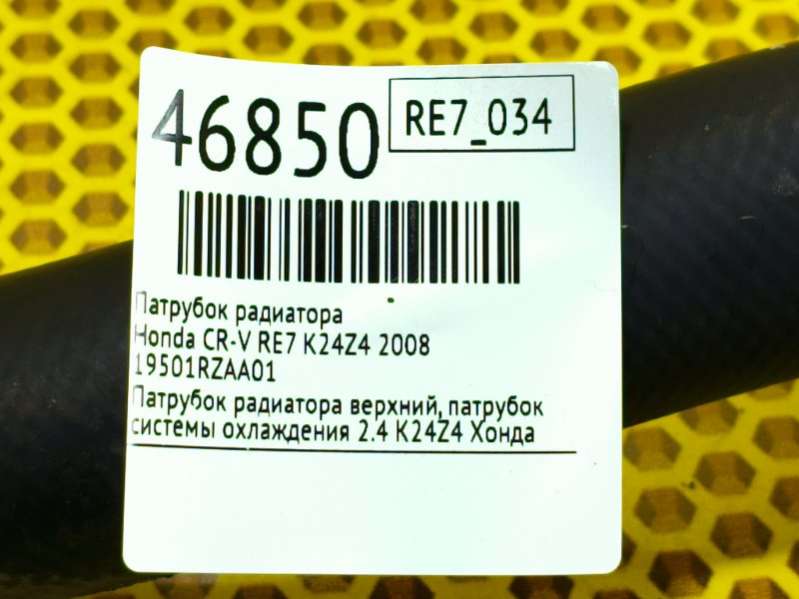 46850
RE7_034
Патрубок радиатора
Honda CR-V RE7 K24Z4 2008
19501RZAA01
Патрубок радиатора верхний, патрубок
системы охлаждения 2.4 K24Z4 Хонда